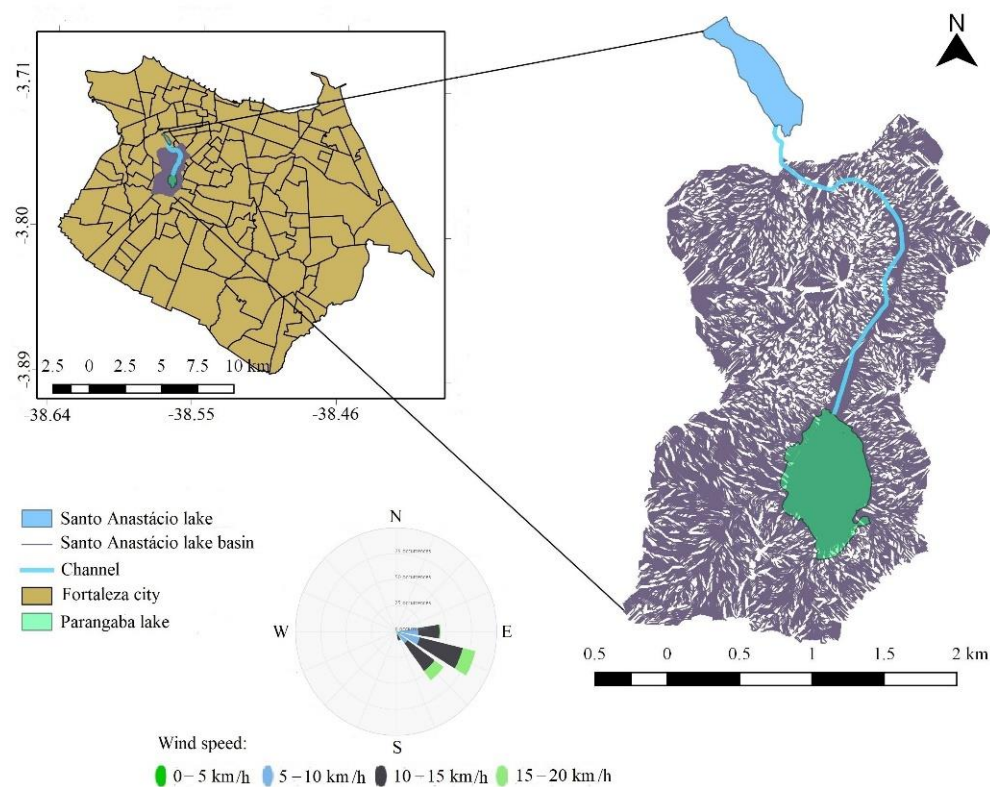 N
-3.71
-3.80
-3.89
2.5 0 2.5 5 7.5 10 km
-38.64 -38.55 -38.46
Santo Anastácio lake
Santo Anastácio lake basin
Channel
Fortaleza city
Parangaba lake
N
W
E
S
0.5 0 0.5 1 1.5 2 km
Wind speed:
0–5 km/h 5–10 km/h 10–15 km/h 15–20 km/h